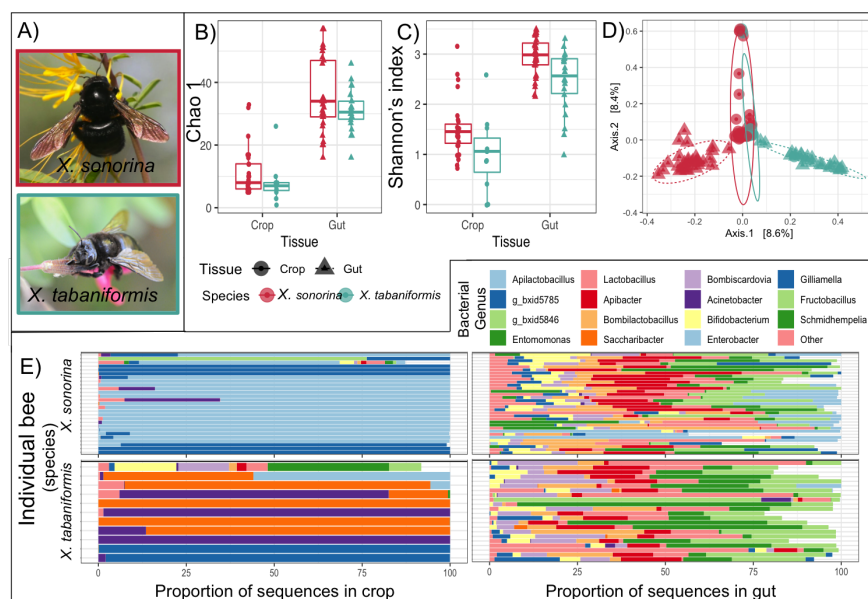 A)
X. sonorina
X. tabaniformis
B)
Chao 1
40
20
0
Crop
Gut
Tissue
C)
Shannon's index
3
2
1
0
Crop
Gut
Tissue
D)
Axis.2 [8.4%]
0.6
0.4
0.2
0.0
-0.2
-0.4
-0.4
-0.2
0.0
0.2
0.4
Axis.1 [8.6%]
Tissue Crop Gut
Species X. sonorina X. tabaniformis
Bacterial Genus
Apilactobacillus
g_bxid5785
g_bxid5846
Entomomonas
Lactobacillus
Apibacter
Bombilactobacillus
Saccharibacter
Bombiscardovia
Acinetobacter
Bifidobacterium
Enterobacter
Gilliamella
Fructobacillus
Schmidhempelia
Other
E)
Individual bee
(species)
X. sonorina
X. tabaniformis
0
25
50
75
100
Proportion of sequences in crop
0
25
50
75
100
Proportion of sequences in gut